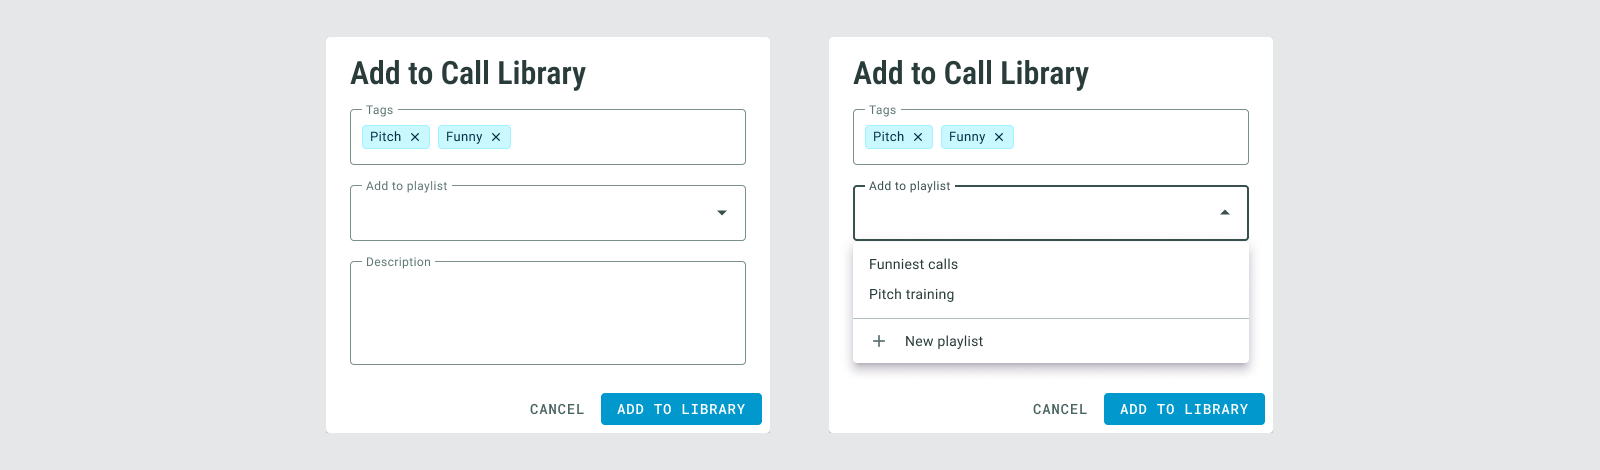 Add to Call Library
Tags
Pitch
Funny
Add to playlist
Description
CANCEL
ADD TO LIBRARY
Add to Call Library
Tags
Pitch
Funny
Add to playlist
Funniest calls
Pitch training
New playlist
CANCEL
ADD TO LIBRARY